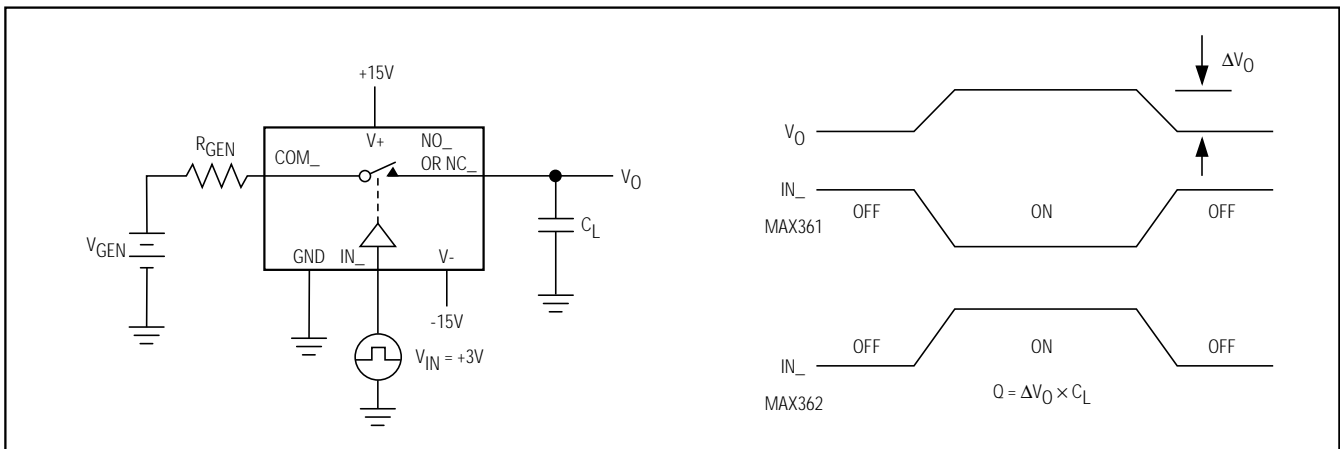 +15V
RGEN
COM_
V+
NO_
OR NC_
VO
CL
VGEN
GND
IN_
V-
-15V
VIN = +3V
ΔVO
VO
IN_
MAX361
OFF
ON
OFF
IN_
MAX362
OFF
ON
OFF
Q = ΔVO × CL